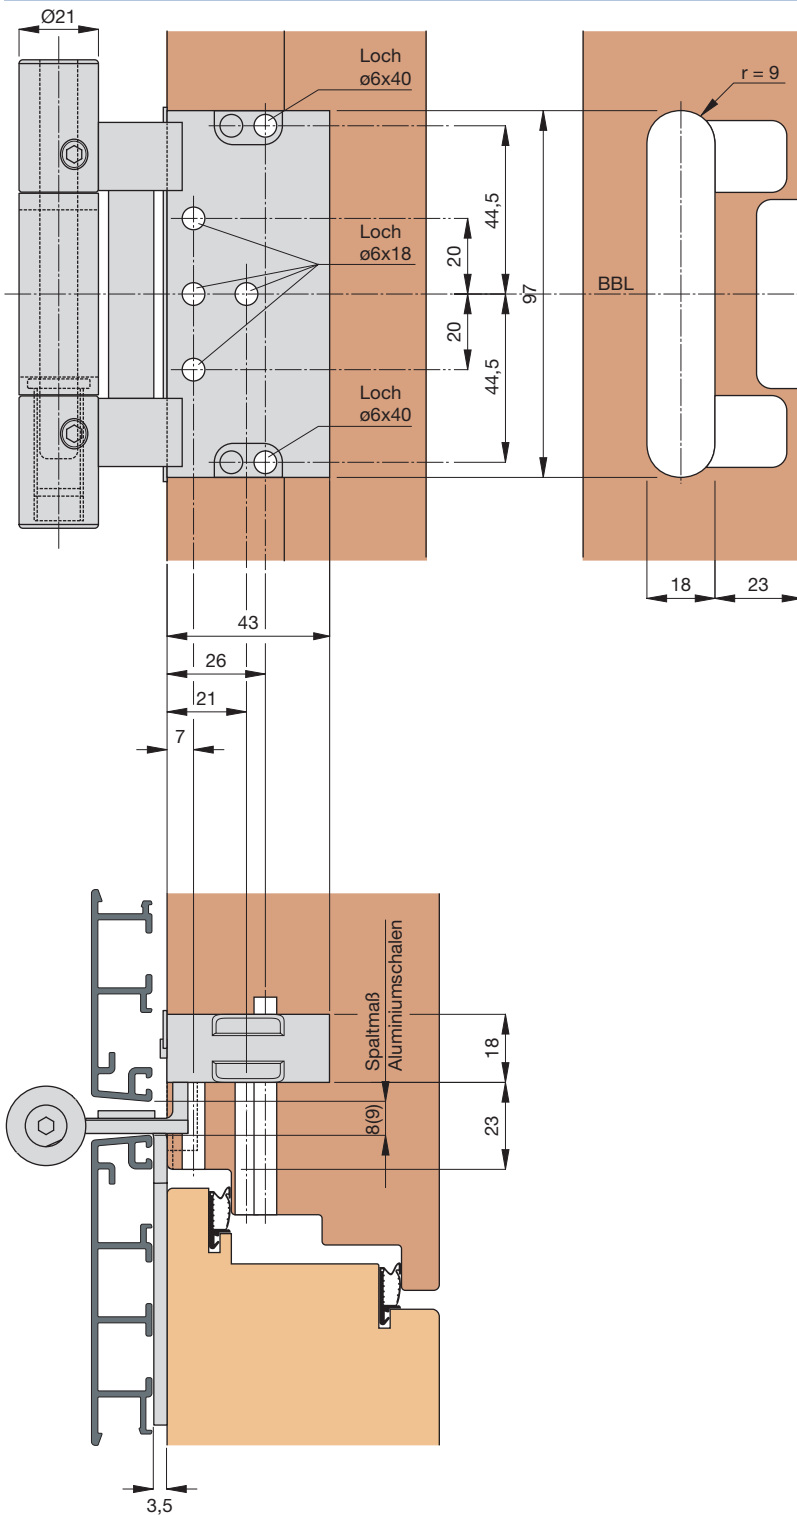 Ø21
Loch
ø6x40
r = 9
44,5
20
Loch
ø6x18
97
BBL
20
44,5
Loch
ø6x40
18
23
43
26
21
7
Spaltmaß
Aluminiumschalen
18
8(9)
23
3,5